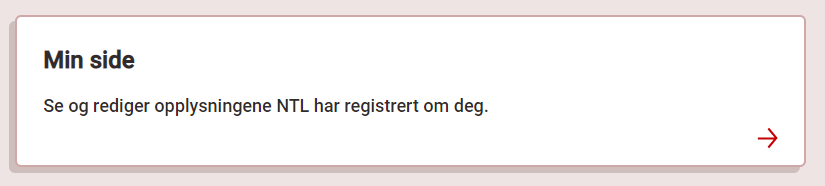 Min side
Se og rediger opplysningene NTL har registrert om deg.